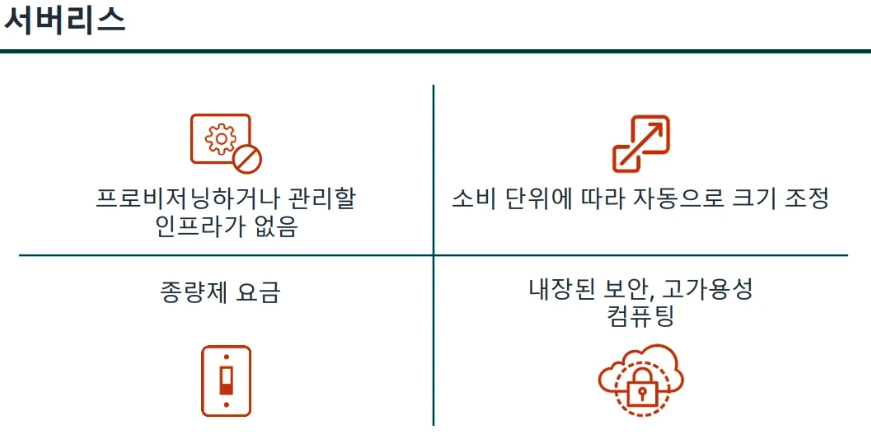 서버리스
프로비저닝하거나 관리할
인프라가 없음
소비 단위에 따라 자동으로 크기 조정
종량제 요금
내장된 보안, 고가용성
컴퓨팅